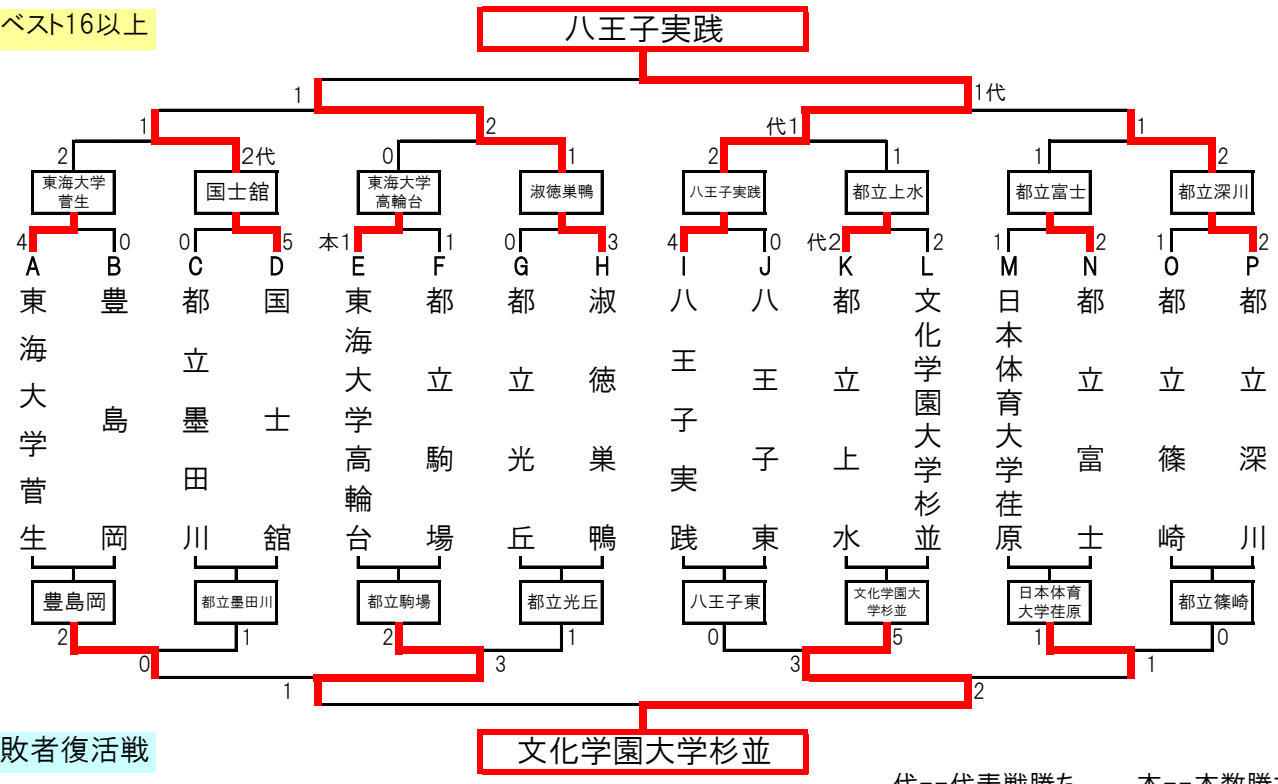 ベスト16以上
八王子実践
1 1代
1 2 代1 1
2 2代 0 1 2 1 1 2
東海大学菅生 国士舘 東海大学高輪台 淑徳巣鴨 八王子実践 都立上水 都立富士 都立深川
4 0 0 5 本1 1 0 3 4 0 代2 2 1 2 1 2
A B C D E F G H I J K L M N O P
東海大学菅生
豊島岡
都立墨田川
国士舘
東海大学高輪台
都立駒場
都立光丘
淑徳巣鴨
八王子実践
八王子東
都立上水
文化学園大学杉並
日本体育大学荏原
都立富士
都立篠崎
都立深川
豊島岡 都立墨田川 都立駒場 都立光丘 八王子東 文化学園大学杉並 日本体育大学荏原 都立篠崎
2 1 2 1 0 5 1 0
0 3 3 1
1 2
敗者復活戦
文化学園大学杉並